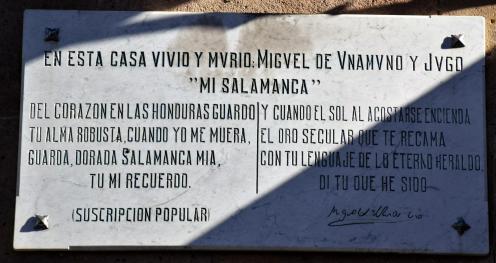 EN ESTA CASA VIVIO Y MVRIO, MIGVEL DE VNAMVNO Y JVGO
"MI SALAMANCA"
DEL CORAZON EN LAS HONDURAS GUARDO
TU ALMA ROBUSTA, CUANDO YO ME MUERA,
GUARDA, DORADA SALAMANCA MIA,
TU MI RECUERDO.
(SUSCRIPCION POPULAR)
Y CUANDO EL SOL AL ACOSTARSE ENCIENDA
EL ORO SECULAR QUE TE RECAMA
CON TU LENGUAJE DE LO ETERNO HERALDO,
DI TU QUE HE SIDO